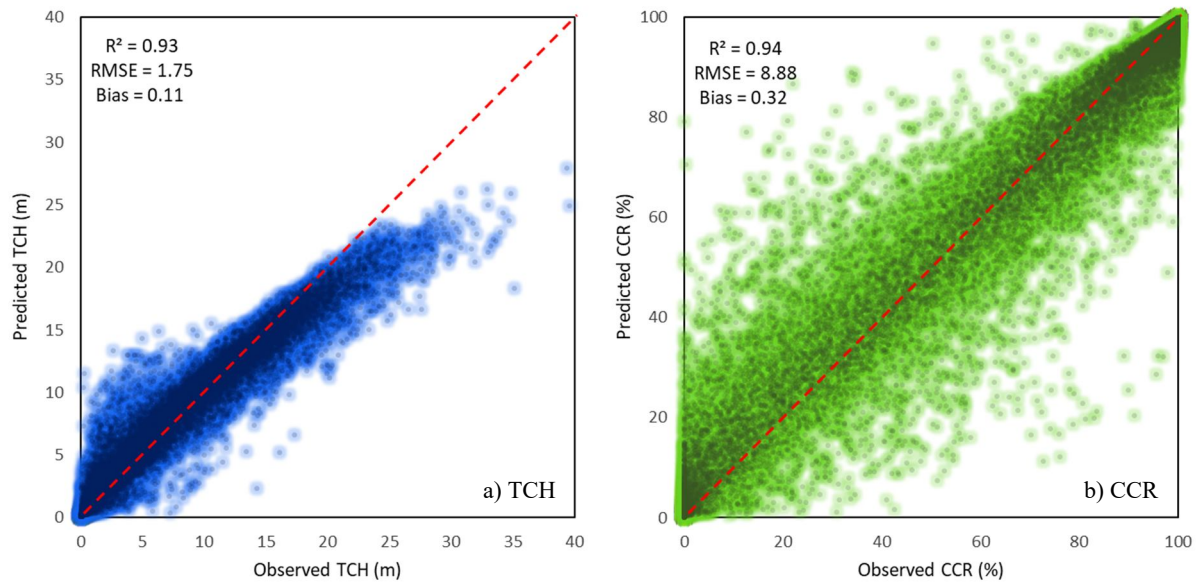 40
35
30
25
20
15
10
5
0
R² = 0.93
RMSE = 1.75
Bias = 0.11
a) TCH
0 5 10 15 20 25 30 35 40
Observed TCH (m)
Predicted TCH (m)
100
80
60
40
20
0
R² = 0.94
RMSE = 8.88
Bias = 0.32
b) CCR
0 20 40 60 80 100
Observed CCR (%)
Predicted CCR (%)